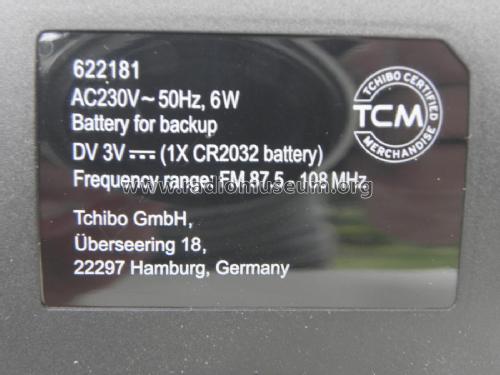 622181
AC230V~50Hz, 6W
Battery for backup
DV 3V⎓(1X CR2032 battery)
Frequency range: FM 87.5 - 108 MHz
www.radiomuseum.org
Tchibo GmbH,
Überseering 18,
22297 Hamburg, Germany
TCHIBO CERTIFIED
TCM
MERCHANDISE